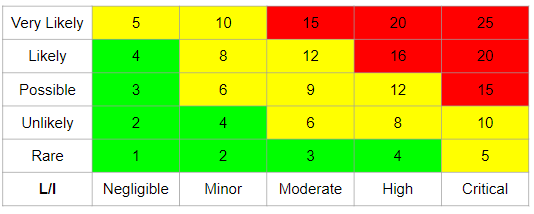 Very Likely 5 10 15 20 25
Likely 4 8 12 16 20
Possible 3 6 9 12 15
Unlikely 2 4 6 8 10
Rare 1 2 3 4 5
L/I Negligible Minor Moderate High Critical